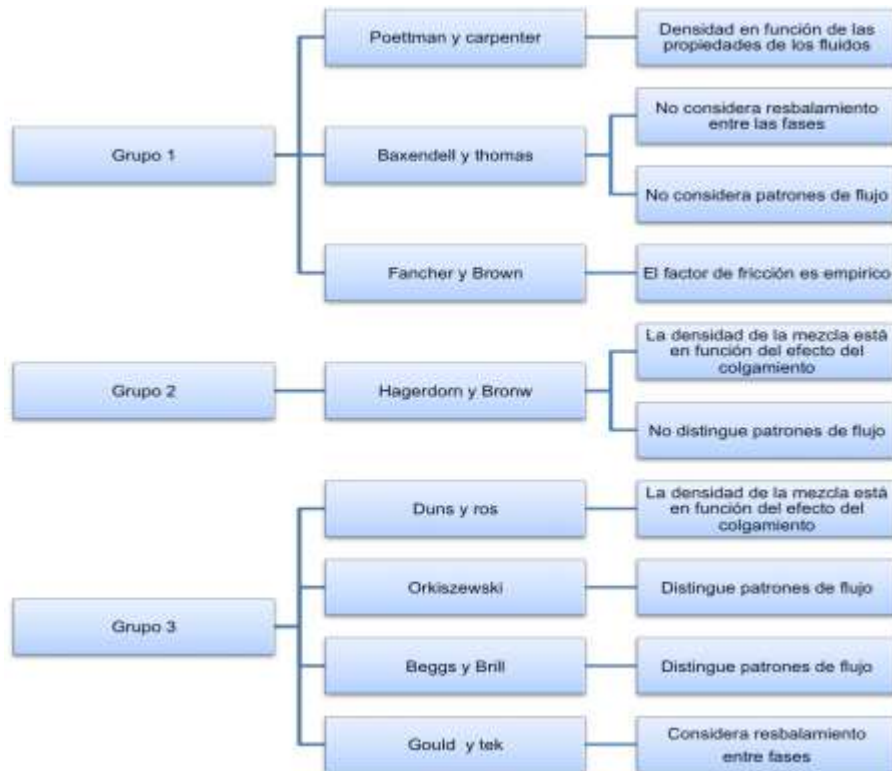 Grupo 1
Poettman y carpenter
Densidad en función de las
propiedades de los fluidos
Baxendell y thomas
No considera resbalamiento
entre las fases
No considera patrones de flujo
Fancher y Brown
El factor de fricción es empirico
Grupo 2
Hagerdorn y Bronw
La densidad de la mezcla está
en función del efecto del
colgamiento
No distingue patrones de flujo
Grupo 3
Duns y ros
La densidad de la mezcla está
en función del efecto del
colgamiento
Orkiszewski
Distingue patrones de flujo
Beggs y Brill
Distingue patrones de flujo
Gould y tek
Considera resbalamiento
entre fases